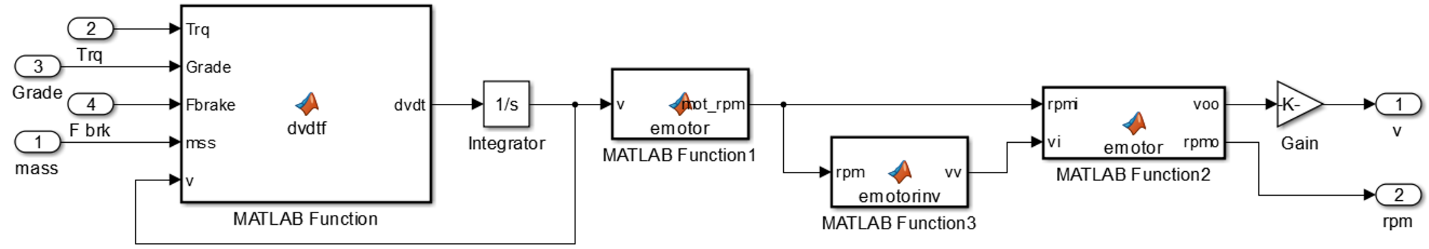 2
Trq
3
Grade
4
F brk
1
mass
Trq
Grade
Fbrake
mss
v
dvdtf
dvdt
MATLAB Function
1/s
Integrator
v
mot_rpm
emotor
MATLAB Function1
rpm
vv
emotorinv
MATLAB Function3
rpmi
vi
voo
rpmo
emotor
MATLAB Function2
-K-
Gain
1
v
2
rpm